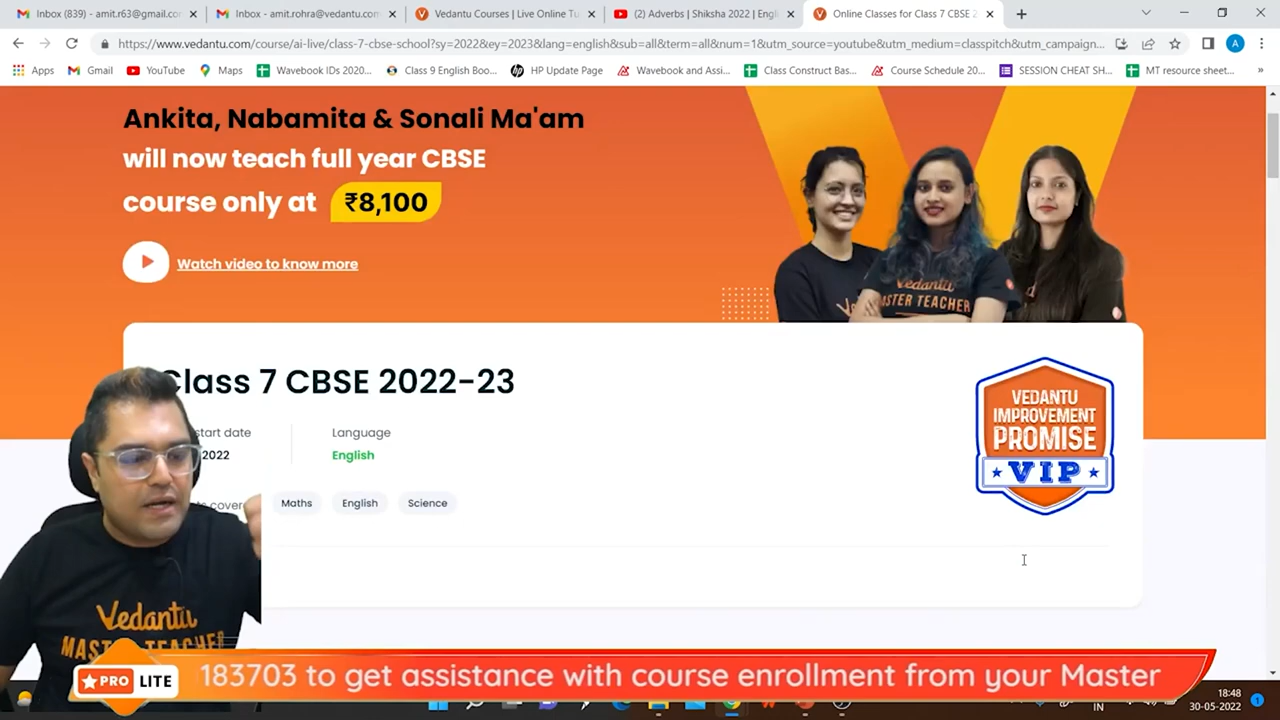 Inbox (839) - amit.r63@gmail.co
Inbox - amit.rohra@vedantu.com
Vedantu Courses | Live Online Tu
(2) Adverbs | Shiksha 2022 | Engl
Online Classes for Class 7 CBSE 2
https://www.vedantu.com/course/ai-live/class-7-cbse-school?sy=2022&ey=2023&lang=english&sub=all&term=all&num=1&utm_source=youtube&utm_medium=classpitch&utm_campaign...
A
Apps
Gmail
YouTube
Maps
Wavebook IDs 2020...
Class 9 English Boo...
HP Update Page
Wavebook and Assi...
Class Construct Bas...
Course Schedule 20...
SESSION CHEAT SH...
MT resource sheet...
Ankita, Nabamita & Sonali Ma'am
will now teach full year CBSE
course only at ₹8,100
Watch video to know more
Vedantu
MASTER TEACHER
Class 7 CBSE 2022-23
start date
2022
Language
English
Maths
English
Science
VEDANTU
IMPROVEMENT
PROMISE
VIP
Vedantu
MASTER TEACHER
PRO LITE
183703 to get assistance with course enrollment from your Master
IN
18:48
30-05-2022